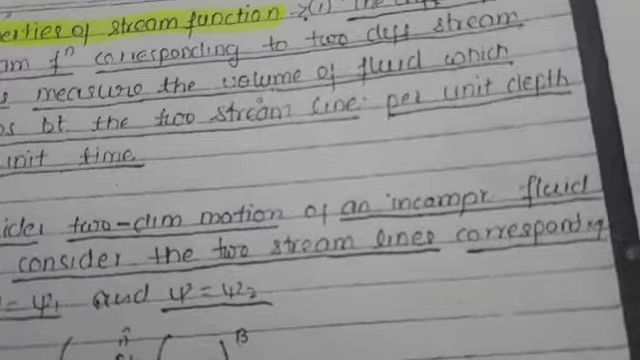 erties of stream function :- (1) The
am fⁿ corresponding to two diff stream
s measure the volume of fluid which
s bt the two stream line per unit depth
unit time
ider two-dim motion of an incompr fluid
consider the two stream lines corresponding
= ψ₁ and ψ = ψ₂
n̂ B